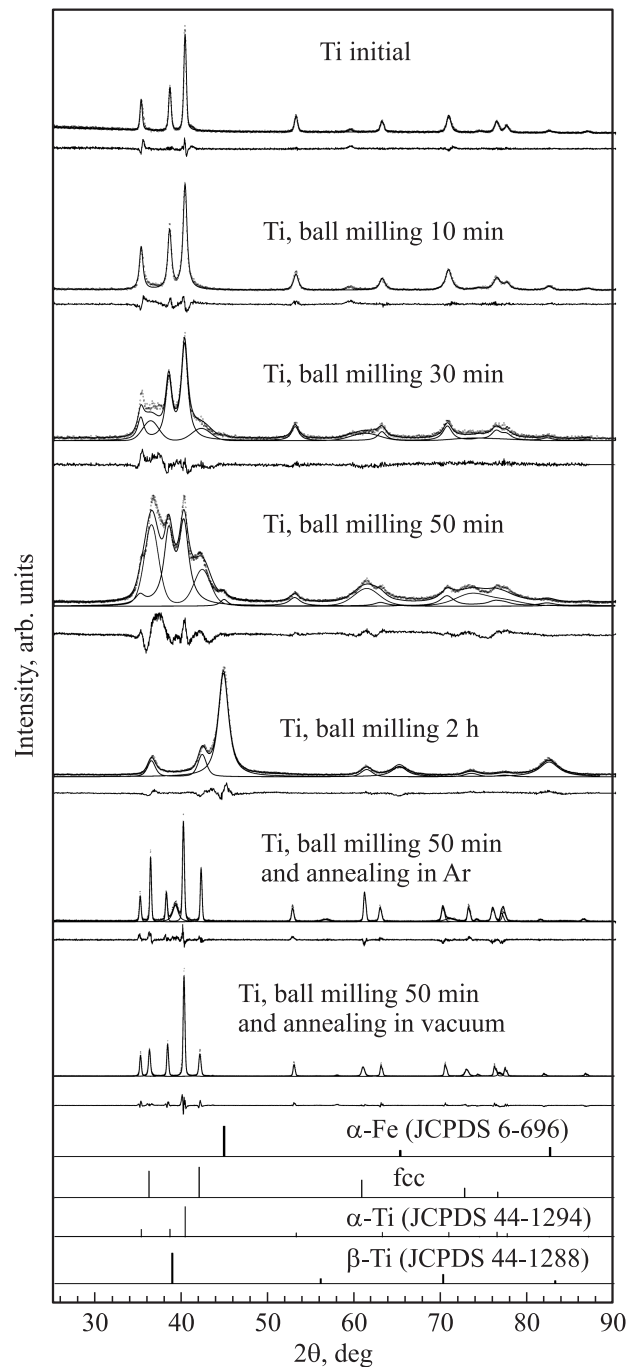 Ti initial
Ti, ball milling 10 min
Ti, ball milling 30 min
Ti, ball milling 50 min
Ti, ball milling 2 h
Ti, ball milling 50 min
and annealing in Ar
Ti, ball milling 50 min
and annealing in vacuum
α-Fe (JCPDS 6-696)
fcc
α-Ti (JCPDS 44-1294)
β-Ti (JCPDS 44-1288)
Intensity, arb. units
30 40 50 60 70 80 90
2θ, deg